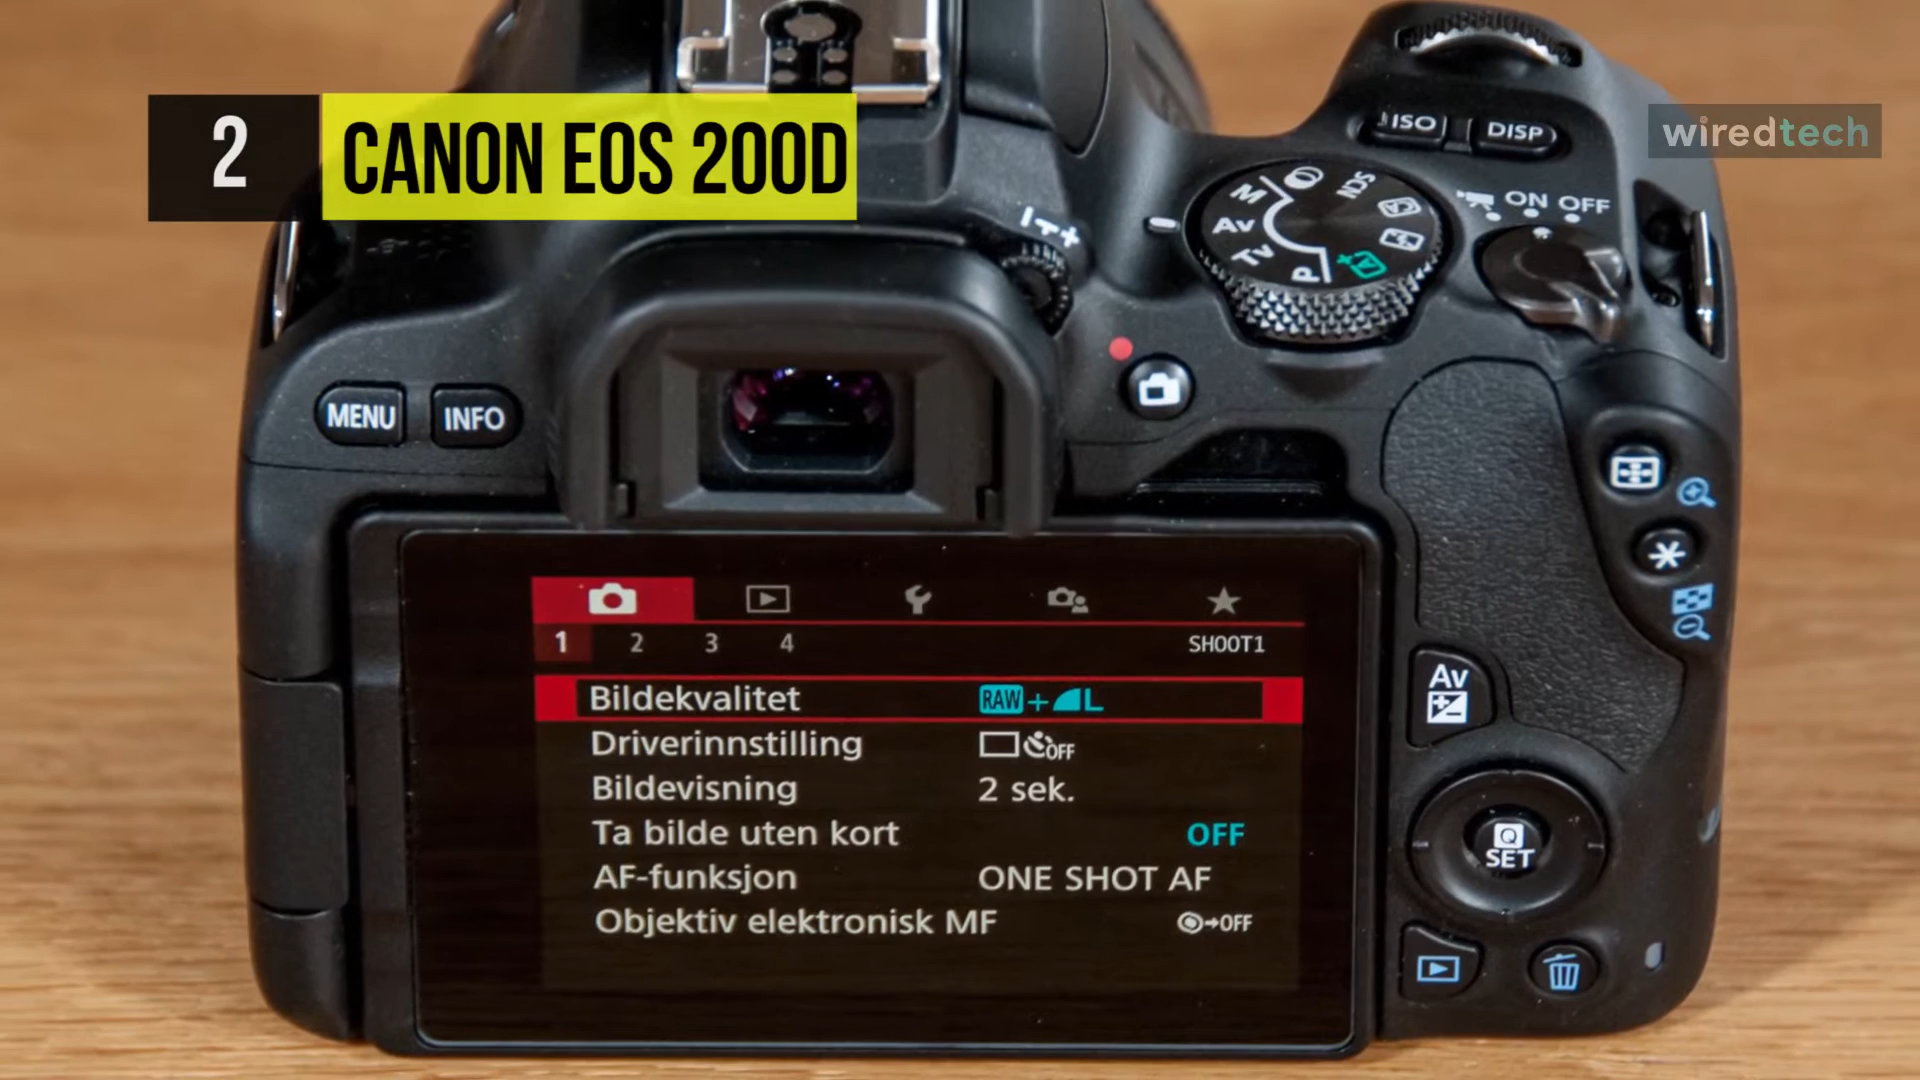 2 CANON EOS 200D
wiredtech
ISO DISP
ON OFF
M SCN
Av
Tv
P A+
MENU INFO
1 2 3 4 SHOOT1
Bildekvalitet RAW+L
Driverinnstilling OFF
Bildevisning 2 sek.
Ta bilde uten kort OFF
AF-funksjon ONE SHOT AF
Objektiv elektronisk MF OFF
Av
Q
SET